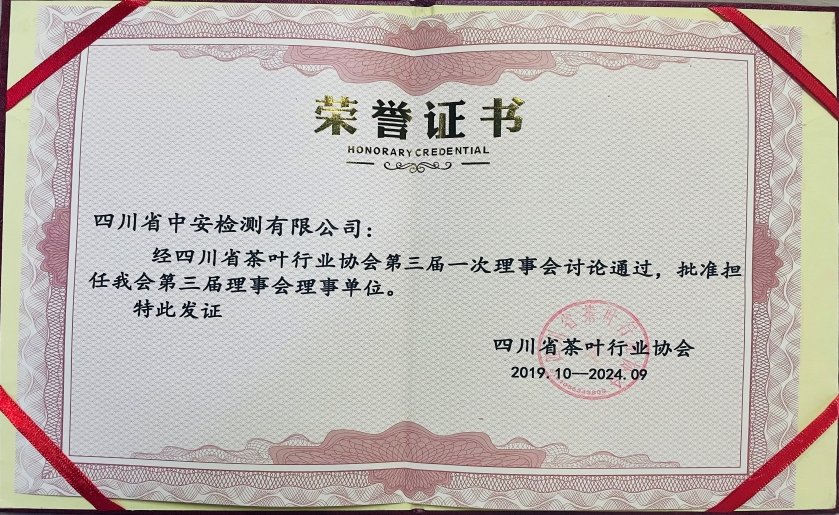 荣誉证书
HONORARY CREDENTIAL
四川省中安检测有限公司：
经四川省茶叶行业协会第三届一次理事会讨论通过，批准担
任我会第三届理事会理事单位。
特此发证
四川省茶叶行业协会
2019.10—2024.09